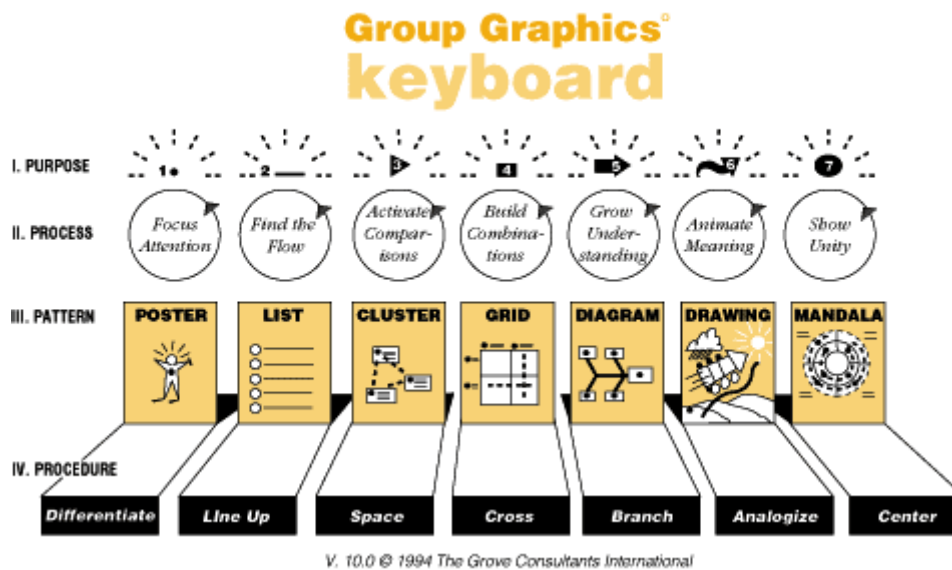 Group Graphics®
keyboard
I. PURPOSE
1
2
3
4
5
6
7
II. PROCESS
Focus
Attention
Find the
Flow
Activate
Compar-
isons
Build
Combina-
tions
Grow
Under-
standing
Animate
Meaning
Show
Unity
III. PATTERN
POSTER
LIST
CLUSTER
GRID
DIAGRAM
DRAWING
MANDALA
IV. PROCEDURE
Differentiate
LIne Up
Space
Cross
Branch
Analogize
Center
V. 10.0 © 1994 The Grove Consultants International